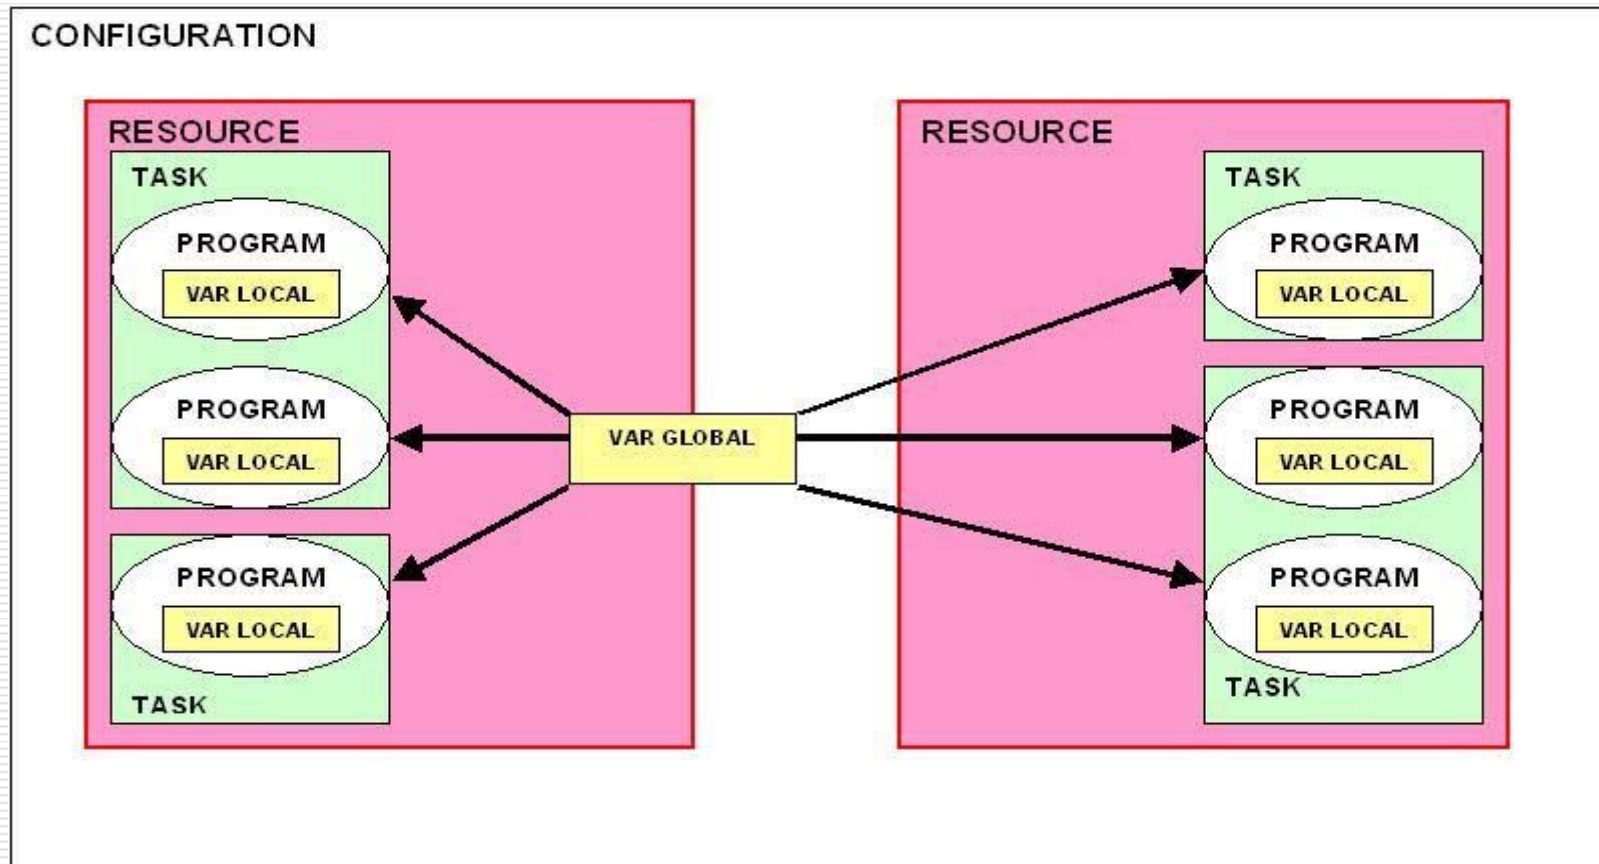 CONFIGURATION
RESOURCE
TASK
PROGRAM
VAR LOCAL
PROGRAM
VAR LOCAL
PROGRAM
VAR LOCAL
TASK
VAR GLOBAL
RESOURCE
TASK
PROGRAM
VAR LOCAL
PROGRAM
VAR LOCAL
PROGRAM
VAR LOCAL
TASK